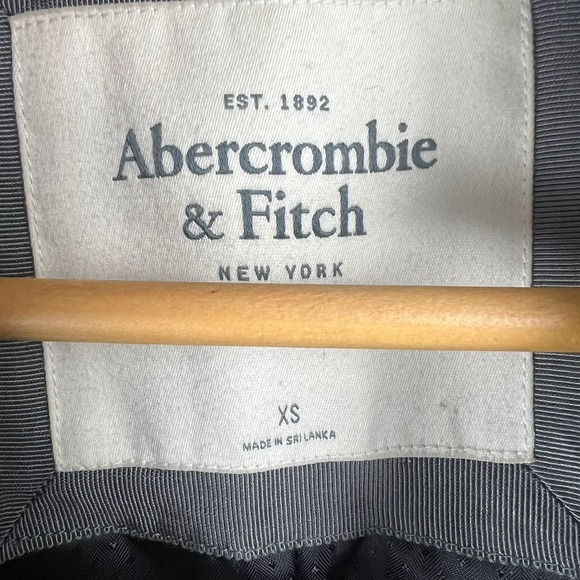 EST. 1892
Abercrombie
& Fitch
NEW YORK
XS
MADE IN SRI LANKA